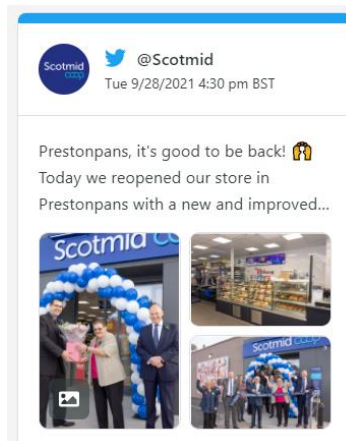 Scotmid
coop
@Scotmid
Tue 9/28/2021 4:30 pm BST
Prestonpans, it's good to be back! 🙌
Today we reopened our store in
Prestonpans with a new and improved...
Scotmid
Scotmid coop